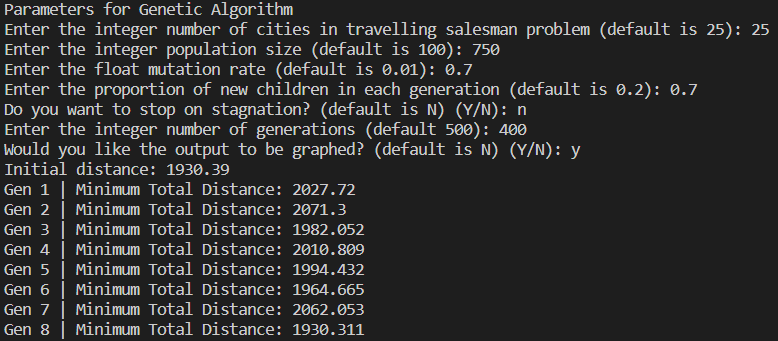 Parameters for Genetic Algorithm
Enter the integer number of cities in travelling salesman problem (default is 25): 25
Enter the integer population size (default is 100): 750
Enter the float mutation rate (default is 0.01): 0.7
Enter the proportion of new children in each generation (default is 0.2): 0.7
Do you want to stop on stagnation? (default is N) (Y/N): n
Enter the integer number of generations (default 500): 400
Would you like the output to be graphed? (default is N) (Y/N): y
Initial distance: 1930.39
Gen 1 | Minimum Total Distance: 2027.72
Gen 2 | Minimum Total Distance: 2071.3
Gen 3 | Minimum Total Distance: 1982.052
Gen 4 | Minimum Total Distance: 2010.809
Gen 5 | Minimum Total Distance: 1994.432
Gen 6 | Minimum Total Distance: 1964.665
Gen 7 | Minimum Total Distance: 2062.053
Gen 8 | Minimum Total Distance: 1930.311